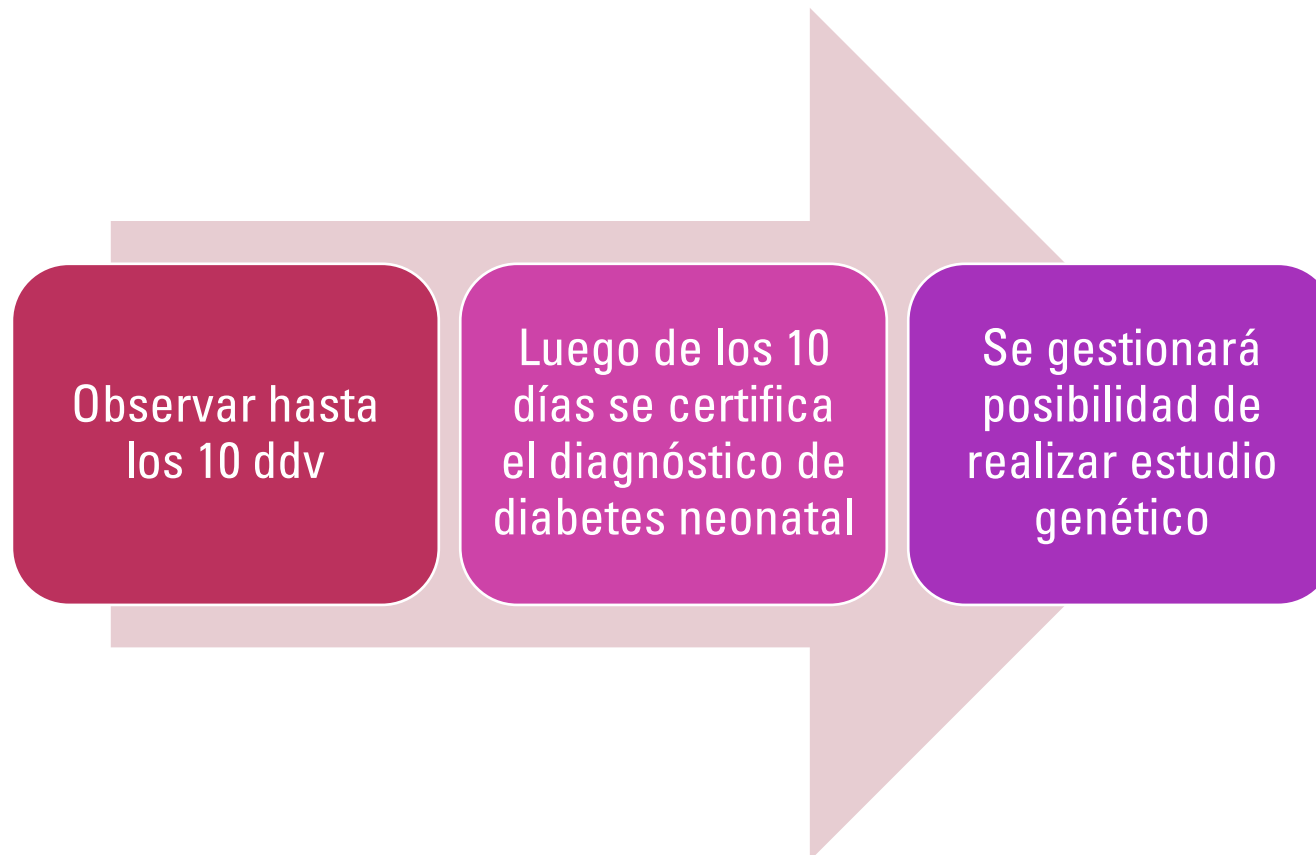 Observar hasta
los 10 ddv
Luego de los 10
días se certifica
el diagnóstico de
diabetes neonatal
Se gestionará
posibilidad de
realizar estudio
genético